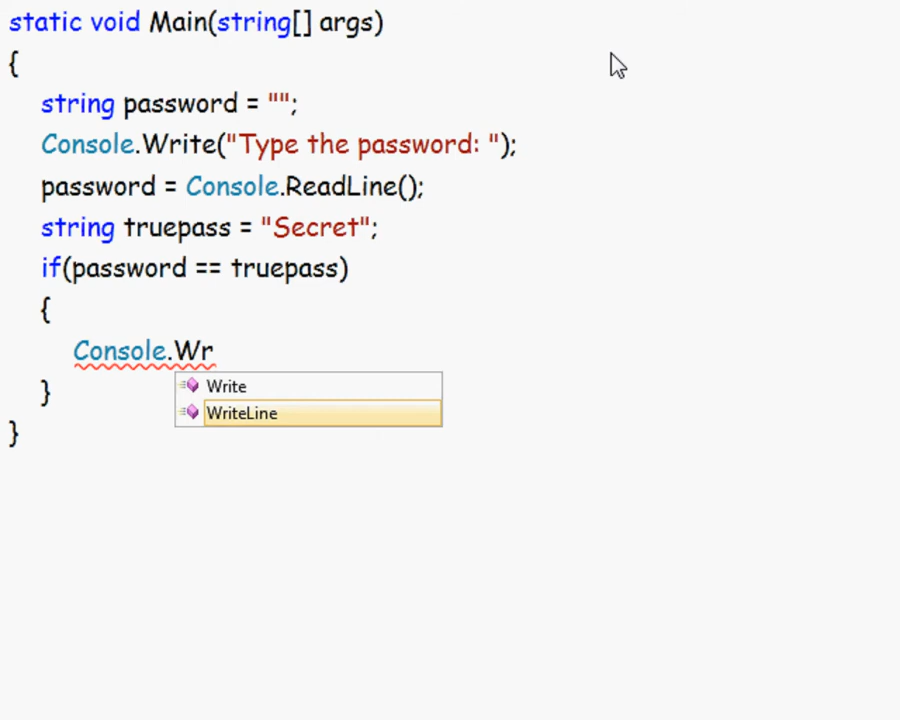 static void Main(string[] args)
{
string password = "";
Console.Write("Type the password: ");
password = Console.ReadLine();
string truepass = "Secret";
if(password == truepass)
{
Console.Wr
Write
WriteLine
}
}